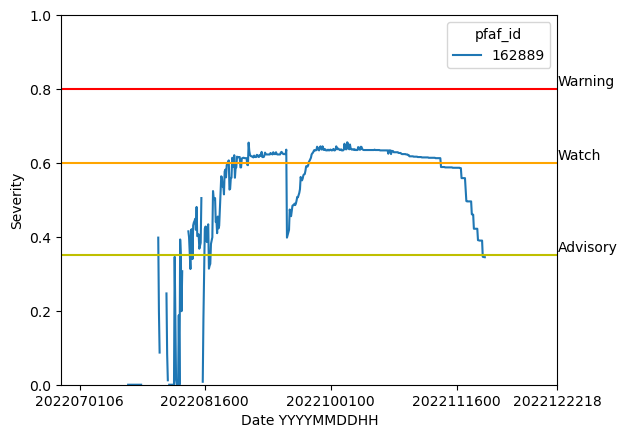 1.0
pfaf_id
162889
0.8
Warning
0.6
Watch
Severity
0.4
Advisory
0.2
0.0
2022070106 2022081600 2022100100 2022111600 2022122218
Date YYYYMMDDHH